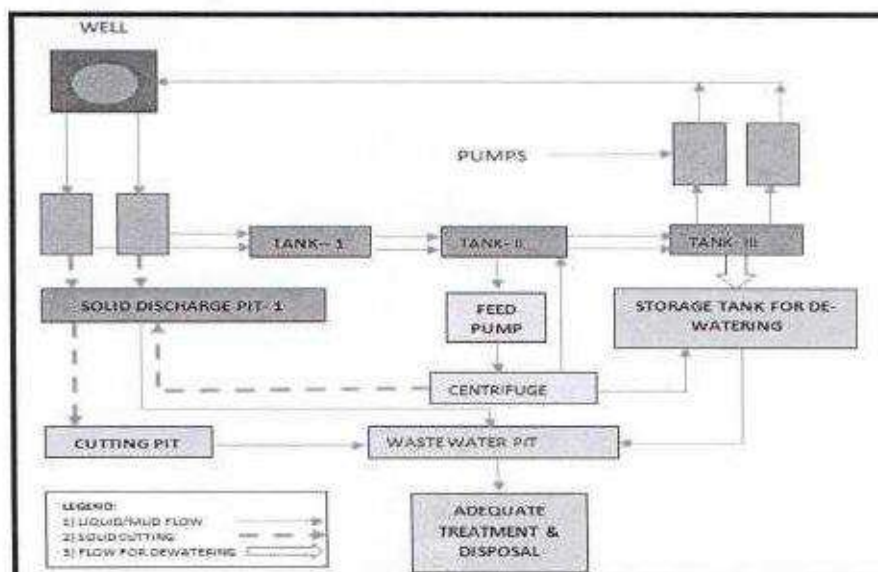 WELL
PUMPS
TANK-- 1
TANK- II
TANK- III
SOLID DISCHARGE PIT- 1
FEED
PUMP
STORAGE TANK FOR DE-
WATERING
CENTRIFUGE
CUTTING PIT
WASTE WATER PIT
LEGEND:
1) LIQUID/MUD FLOW
2) SOLID CUTTING
3) FLOW FOR DEWATERING
ADEQUATE
TREATMENT &
DISPOSAL